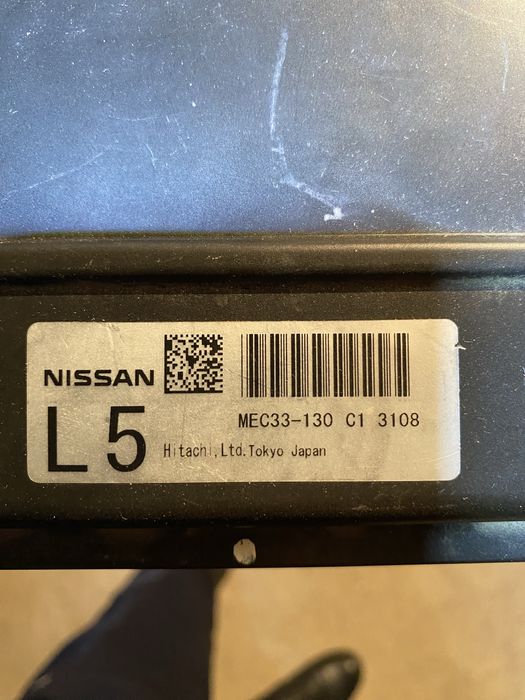 NISSAN
L5
MEC33-130 C1 3108
Hitachi,Ltd.Tokyo Japan